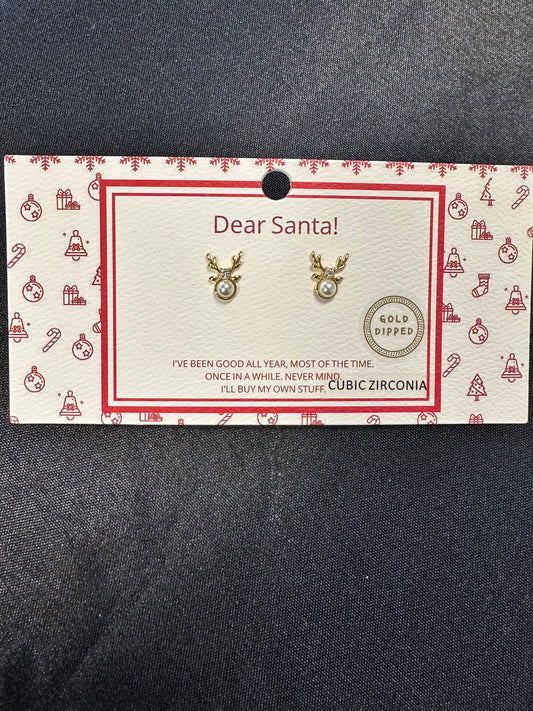 Dear Santa!
GOLD
DIPPED
I'VE BEEN GOOD ALL YEAR, MOST OF THE TIME.
ONCE IN A WHILE. NEVER MIND.
I'LL BUY MY OWN STUFF.
CUBIC ZIRCONIA